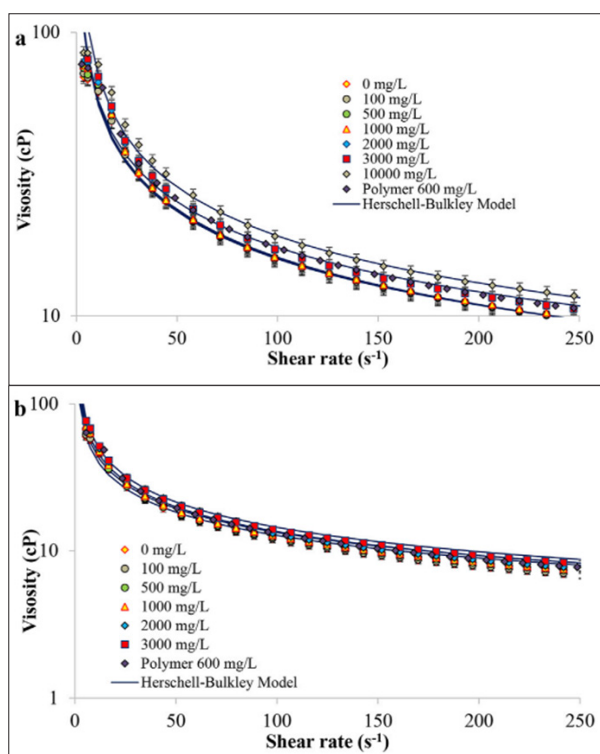 a
100
10
Visosity (cP)
0 mg/L
100 mg/L
500 mg/L
1000 mg/L
2000 mg/L
3000 mg/L
10000 mg/L
Polymer 600 mg/L
Herschell-Bulkley Model
0 50 100 150 200 250
Shear rate (s⁻¹)
b
100
10
1
Visosity (cP)
0 mg/L
100 mg/L
500 mg/L
1000 mg/L
2000 mg/L
3000 mg/L
Polymer 600 mg/L
Herschell-Bulkley Model
0 50 100 150 200 250
Shear rate (s⁻¹)